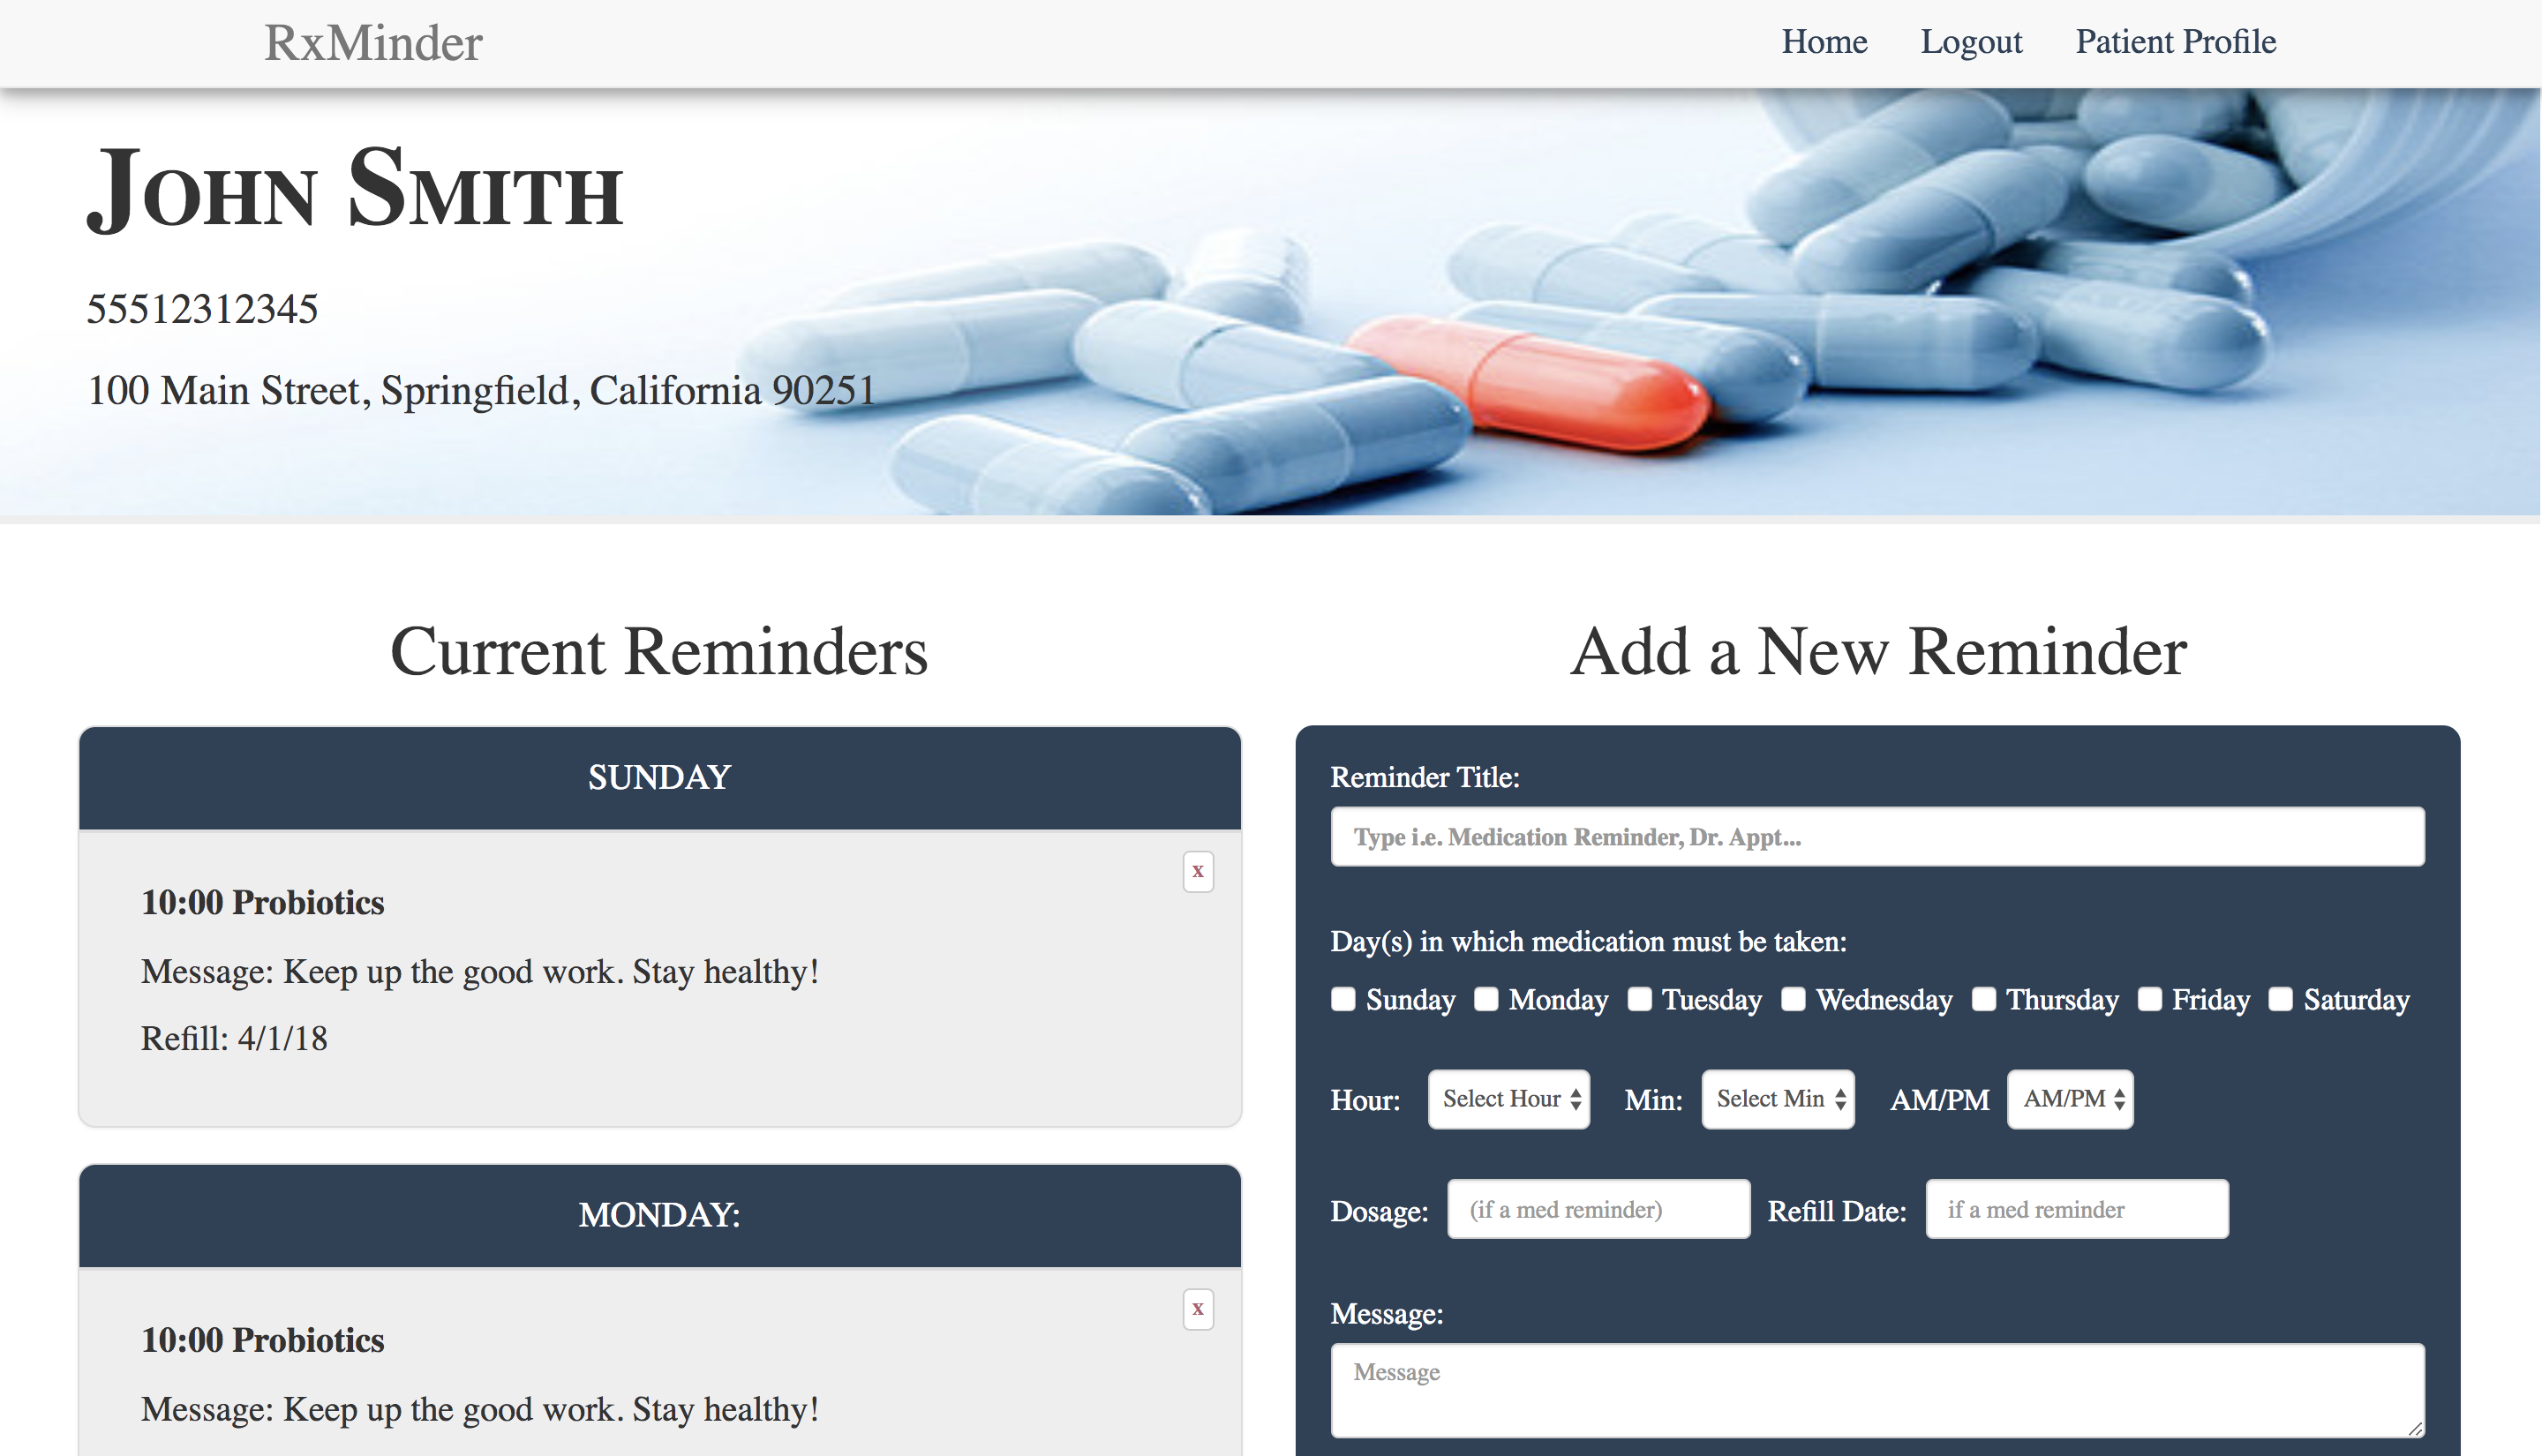 RxMinder
Home Logout Patient Profile
John Smith
55512312345
100 Main Street, Springfield, California 90251
Current Reminders
SUNDAY
x
10:00 Probiotics
Message: Keep up the good work. Stay healthy!
Refill: 4/1/18
MONDAY:
x
10:00 Probiotics
Message: Keep up the good work. Stay healthy!
Add a New Reminder
Reminder Title:
Type i.e. Medication Reminder, Dr. Appt...
Day(s) in which medication must be taken:
Sunday Monday Tuesday Wednesday Thursday Friday Saturday
Hour: Select Hour Min: Select Min AM/PM AM/PM
Dosage: (if a med reminder) Refill Date: if a med reminder
Message:
Message